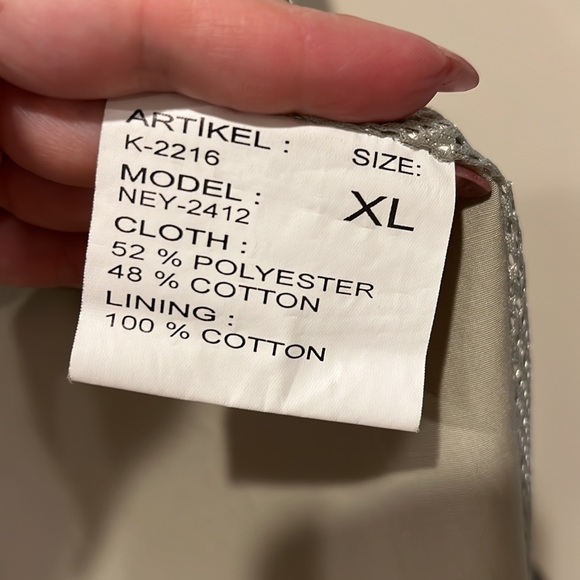 ARTİKEL :
K-2216
SIZE:
XL
MODEL :
NEY-2412
CLOTH :
52 % POLYESTER
48 % COTTON
LINING :
100 % COTTON